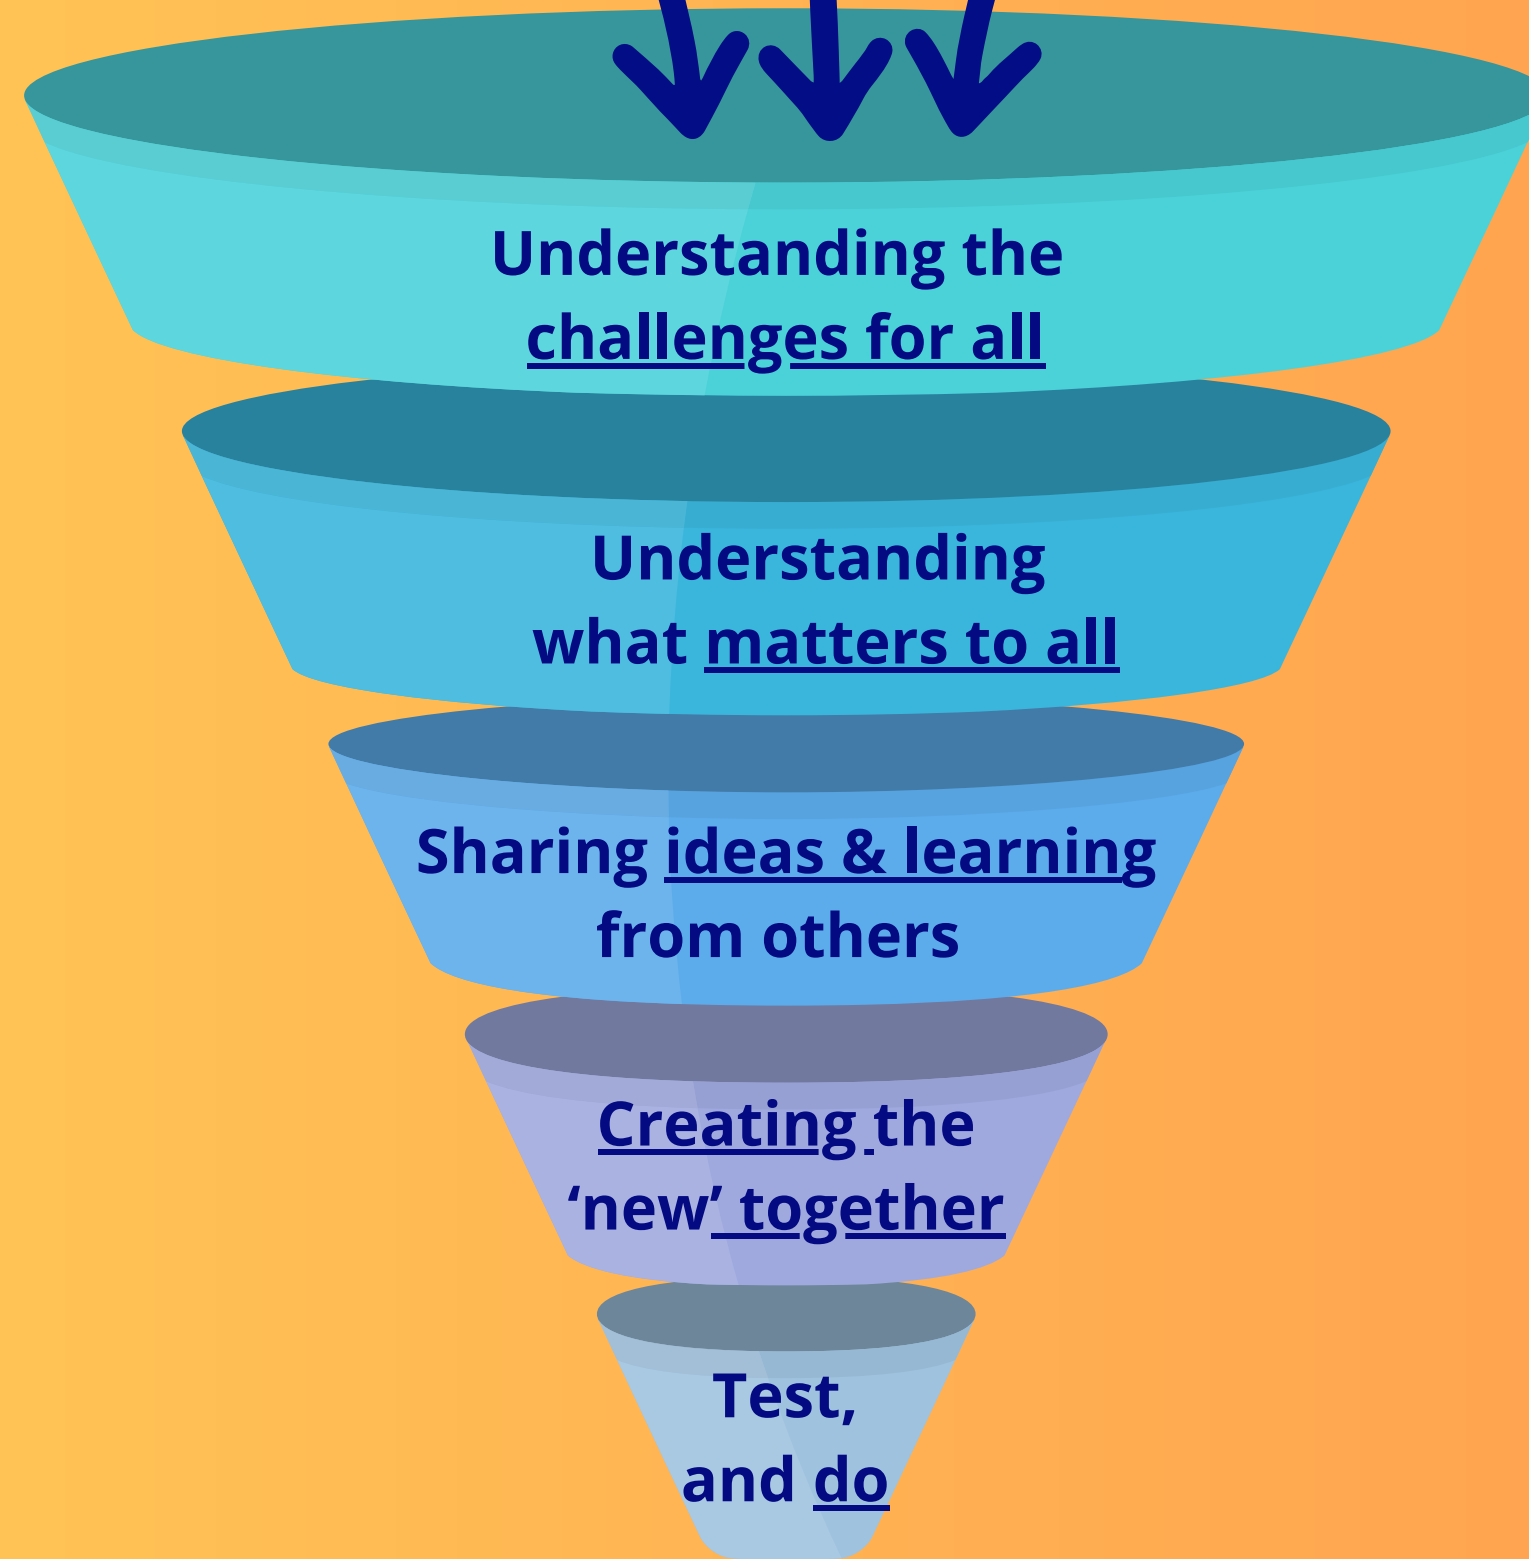 Understanding the
challenges for all
Understanding
what matters to all
Sharing ideas & learning
from others
Creating the
‘new’ together
Test,
and do